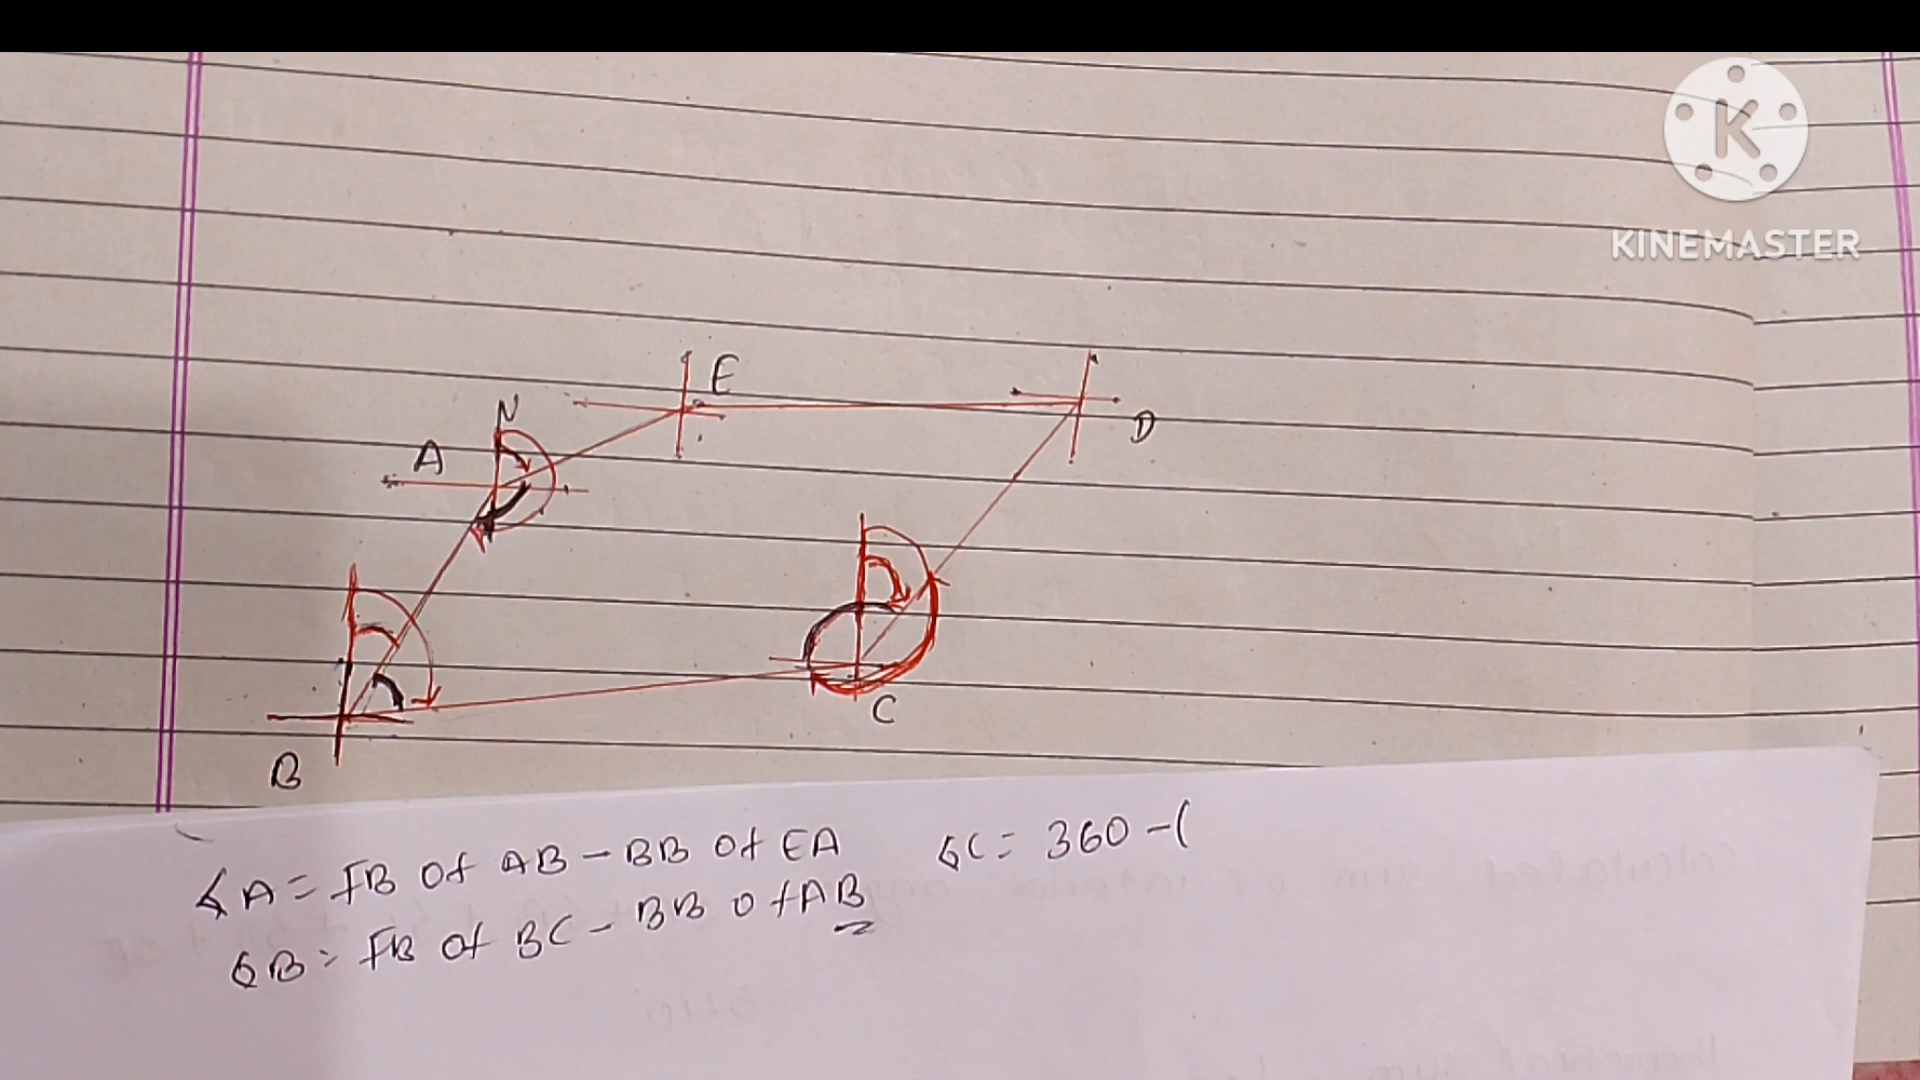 K
KINEMASTER
E
N
A
D
C
B
∠A = FB of AB - BB of EA
∠C = 360 - (
∠B = FB of BC - BB of AB